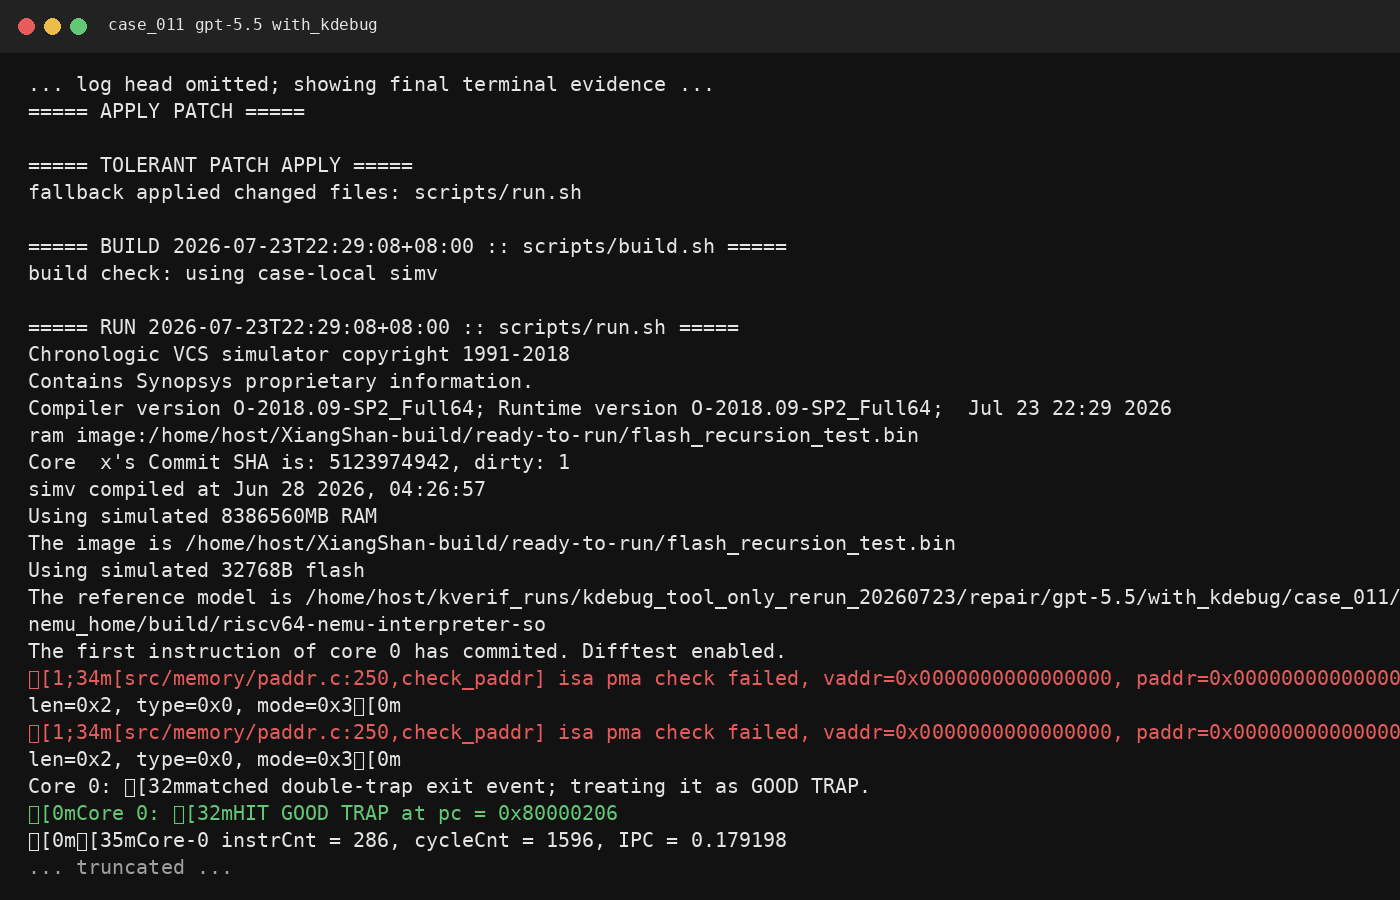 case_011 gpt-5.5 with_kdebug
... log head omitted; showing final terminal evidence ...
===== APPLY PATCH =====
===== TOLERANT PATCH APPLY =====
fallback applied changed files: scripts/run.sh
===== BUILD 2026-07-23T22:29:08+08:00 :: scripts/build.sh =====
build check: using case-local simv
===== RUN 2026-07-23T22:29:08+08:00 :: scripts/run.sh =====
Chronologic VCS simulator copyright 1991-2018
Contains Synopsys proprietary information.
Compiler version O-2018.09-SP2_Full64; Runtime version O-2018.09-SP2_Full64;  Jul 23 22:29 2026
ram image:/home/host/XiangShan-build/ready-to-run/flash_recursion_test.bin
Core  x's Commit SHA is: 5123974942, dirty: 1
simv compiled at Jun 28 2026, 04:26:57
Using simulated 8386560MB RAM
The image is /home/host/XiangShan-build/ready-to-run/flash_recursion_test.bin
Using simulated 32768B flash
The reference model is /home/host/kverif_runs/kdebug_tool_only_rerun_20260723/repair/gpt-5.5/with_kdebug/case_011/
nemu_home/build/riscv64-nemu-interpreter-so
The first instruction of core 0 has commited. Difftest enabled.
▯[1;34m[src/memory/paddr.c:250,check_paddr] isa pma check failed, vaddr=0x0000000000000000, paddr=0x00000000000000
len=0x2, type=0x0, mode=0x3▯[0m
▯[1;34m[src/memory/paddr.c:250,check_paddr] isa pma check failed, vaddr=0x0000000000000000, paddr=0x00000000000000
len=0x2, type=0x0, mode=0x3▯[0m
Core 0: ▯[32mmatched double-trap exit event; treating it as GOOD TRAP.
▯[0mCore 0: ▯[32mHIT GOOD TRAP at pc = 0x80000206
▯[0m▯[35mCore-0 instrCnt = 286, cycleCnt = 1596, IPC = 0.179198
... truncated ...